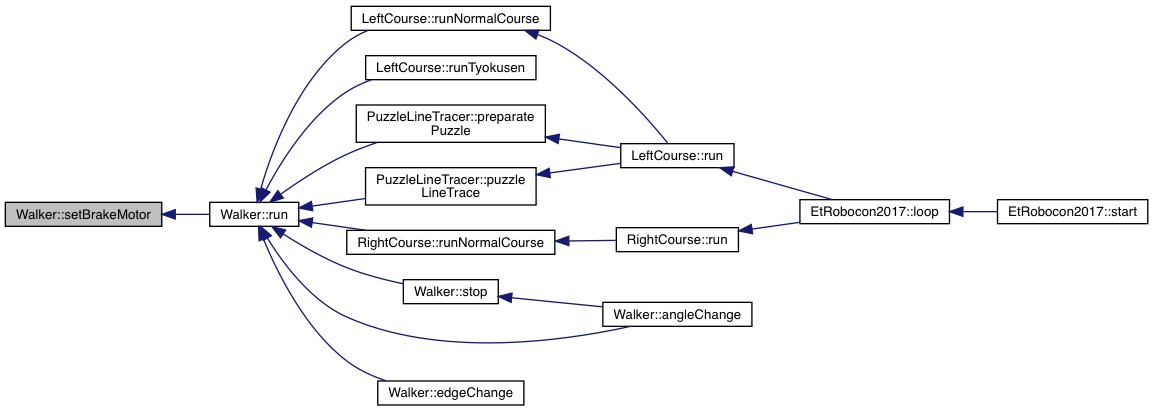 LeftCourse::runNormalCourse
LeftCourse::runTyokusen
PuzzleLineTracer::preparate
Puzzle
LeftCourse::run
PuzzleLineTracer::puzzle
LineTrace
Walker::setBrakeMotor
Walker::run
EtRobocon2017::loop
EtRobocon2017::start
RightCourse::runNormalCourse
RightCourse::run
Walker::stop
Walker::angleChange
Walker::edgeChange